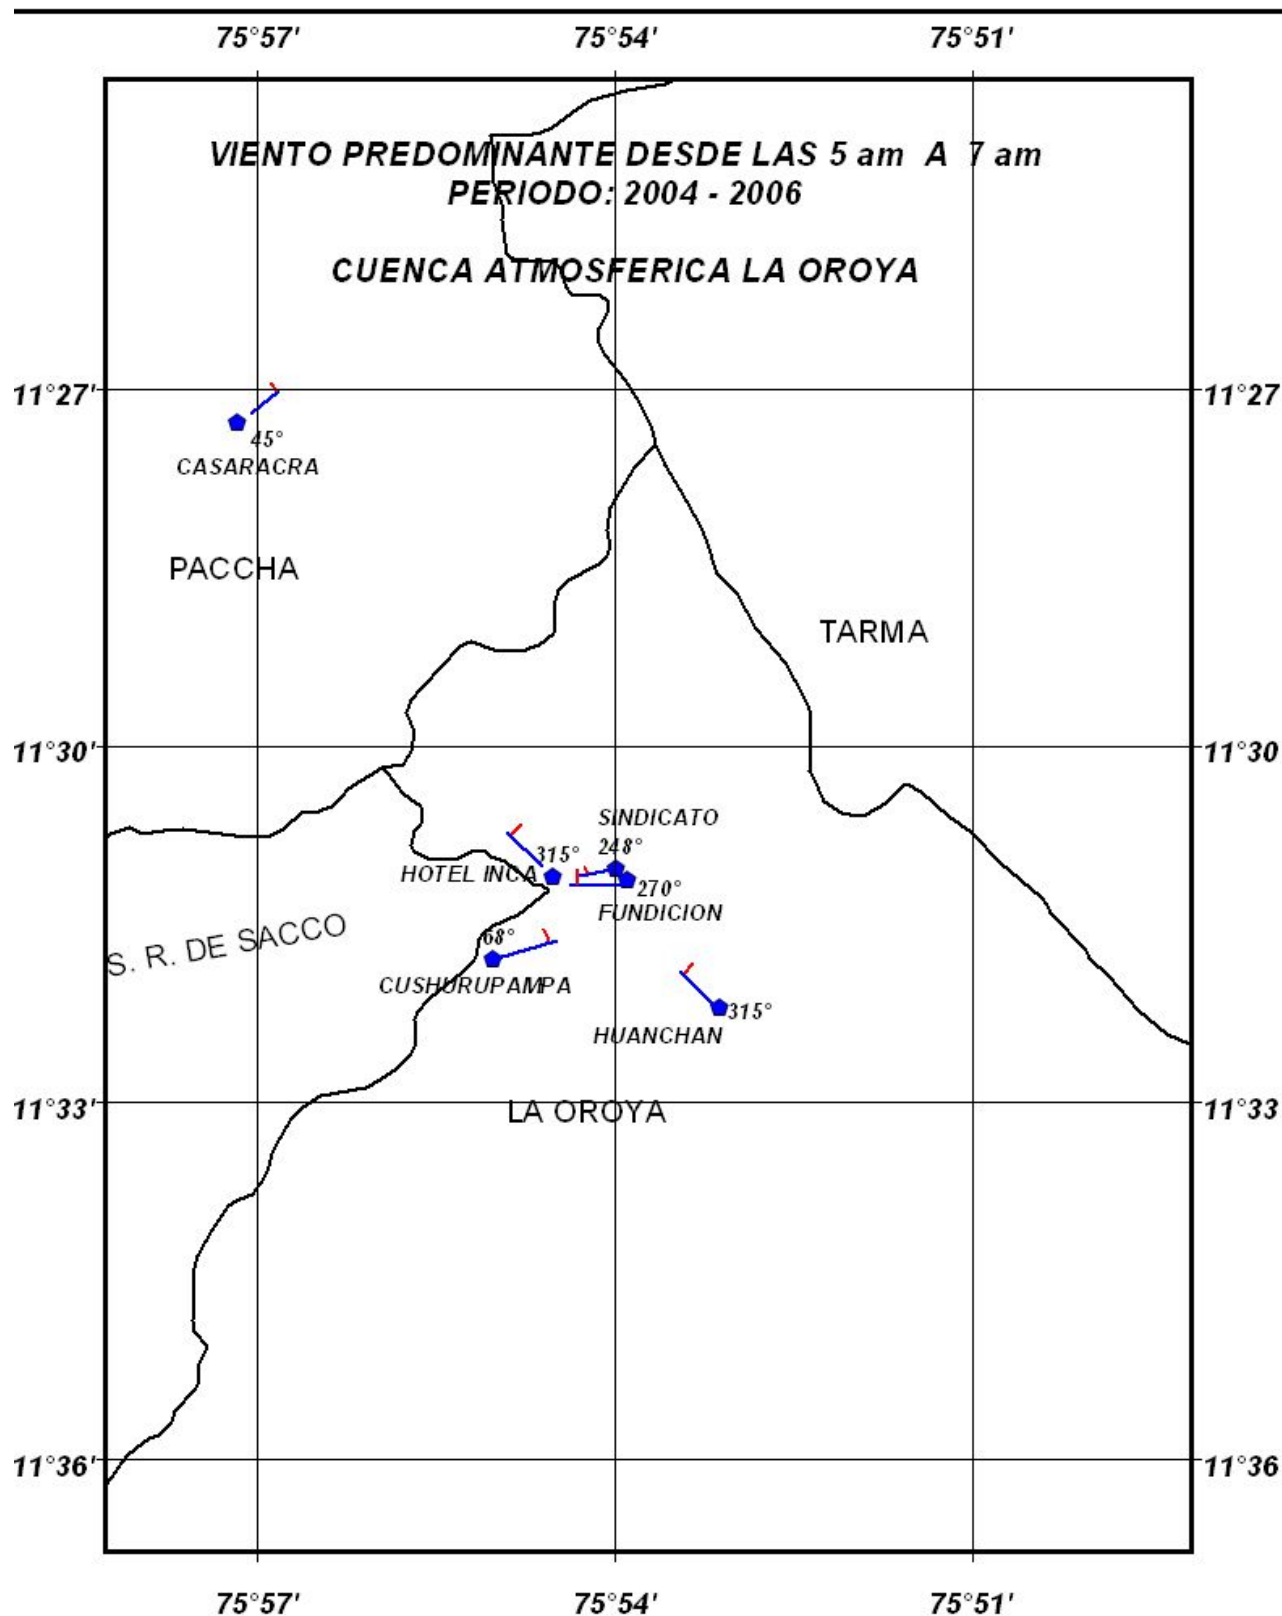 75°57' 75°54' 75°51'
VIENTO PREDOMINANTE DESDE LAS 5 am A 7 am
PERIODO: 2004 - 2006
CUENCA ATMOSFERICA LA OROYA
11°27' 11°27
45°
CASARACRA
PACCHA
TARMA
11°30' 11°30
SINDICATO
248°
315°
HOTEL INCA
270°
FUNDICION
S. R. DE SACCO
68°
CUSHURUPAMPA
315°
HUANCHAN
11°33' 11°33
LA OROYA
11°36' 11°36
75°57' 75°54' 75°51'